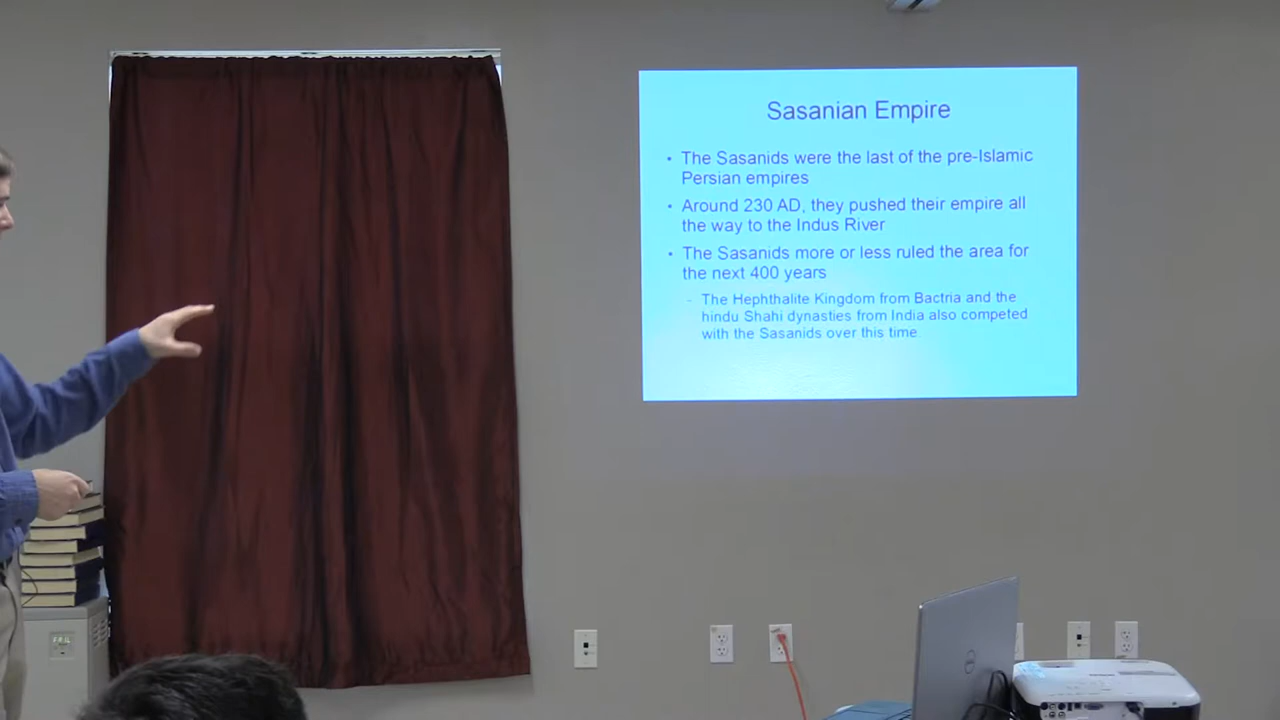 Sasanian Empire
• The Sasanids were the last of the pre-Islamic
Persian empires
• Around 230 AD, they pushed their empire all
the way to the Indus River
• The Sasanids more or less ruled the area for
the next 400 years
– The Hephthalite Kingdom from Bactria and the
hindu Shahi dynasties from India also competed
with the Sasanids over this time.
DELL